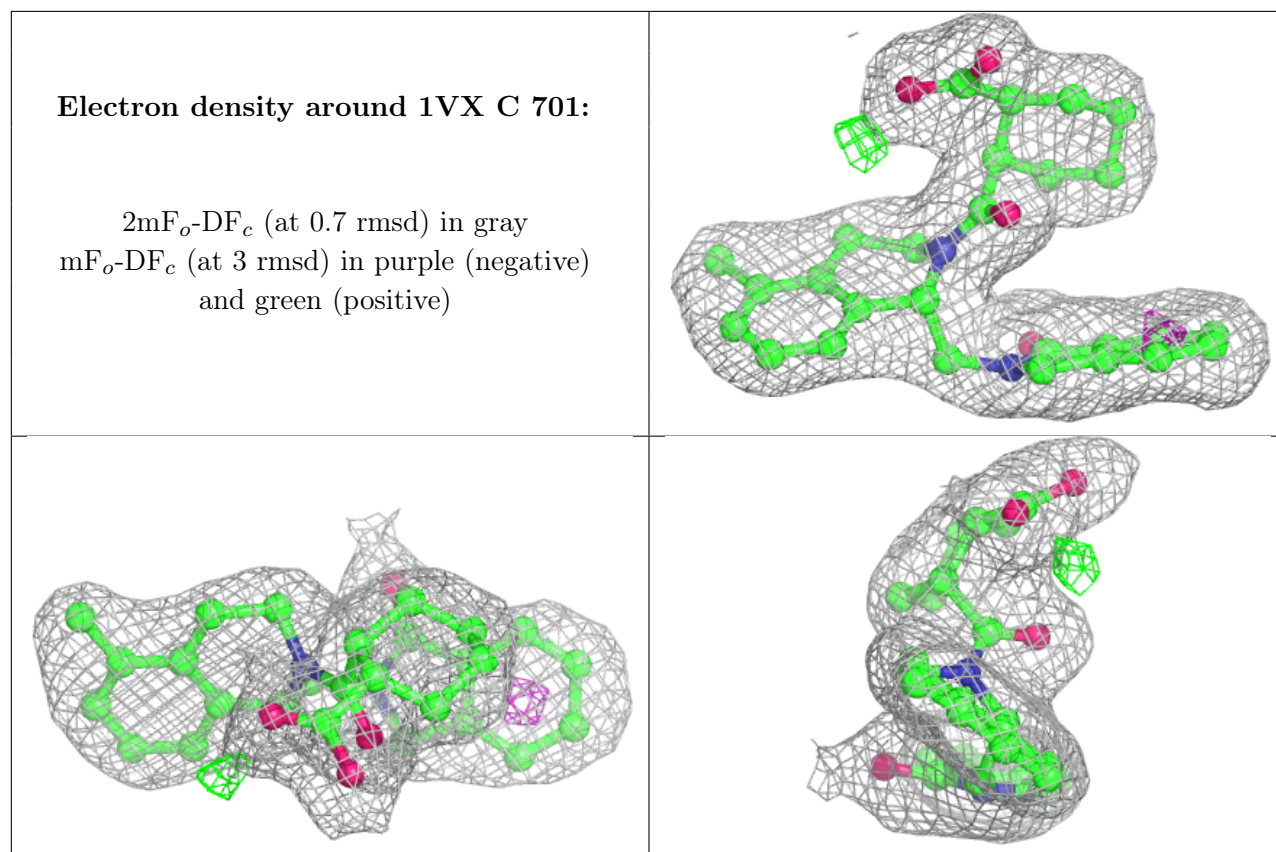 Electron density around 1VX C 701:
2mFo-DFc (at 0.7 rmsd) in gray
mFo-DFc (at 3 rmsd) in purple (negative)
and green (positive)